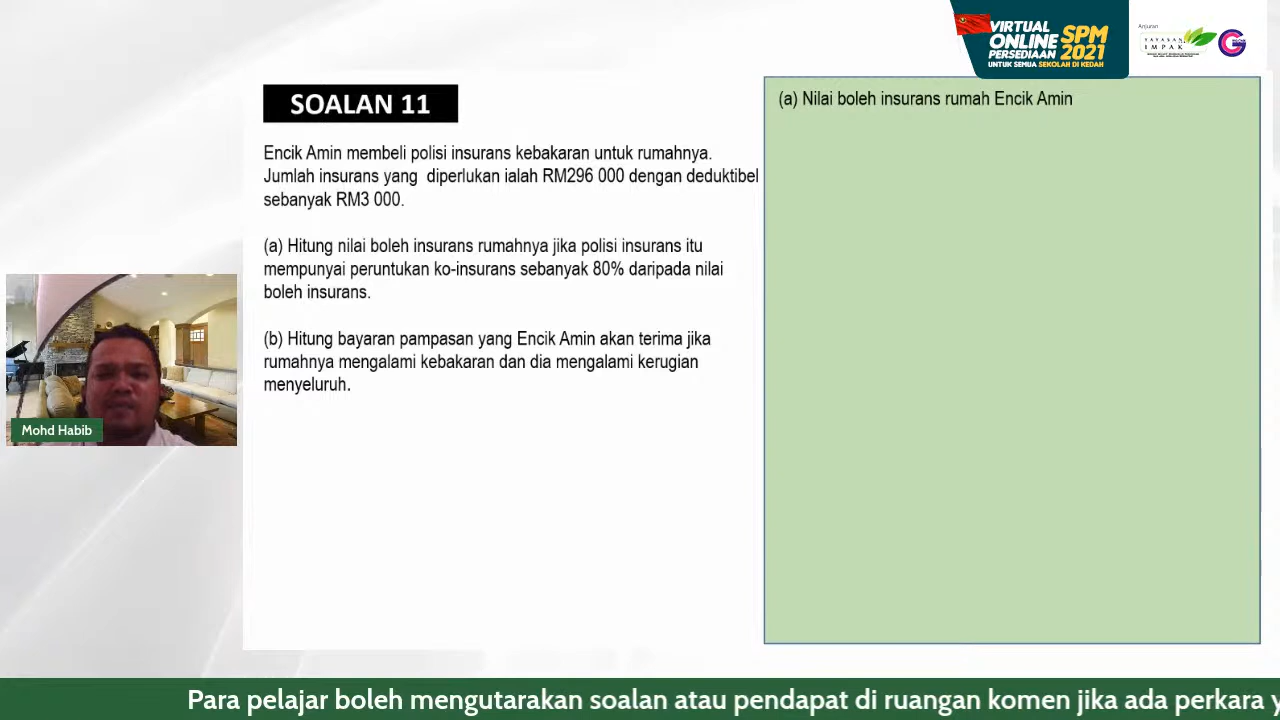 VIRTUAL
ONLINE
PERSEDIAAN
SPM
2021
UNTUK SEMUA SEKOLAH DI KEDAH
Anjuran
YAYASAN
IMPAK
SOALAN 11
Encik Amin membeli polisi insurans kebakaran untuk rumahnya.
Jumlah insurans yang diperlukan ialah RM296 000 dengan deduktibel
sebanyak RM3 000.
(a) Hitung nilai boleh insurans rumahnya jika polisi insurans itu
mempunyai peruntukan ko-insurans sebanyak 80% daripada nilai
boleh insurans.
(b) Hitung bayaran pampasan yang Encik Amin akan terima jika
rumahnya mengalami kebakaran dan dia mengalami kerugian
menyeluruh.
(a) Nilai boleh insurans rumah Encik Amin
Mohd Habib
Para pelajar boleh mengutarakan soalan atau pendapat di ruangan komen jika ada perkara y